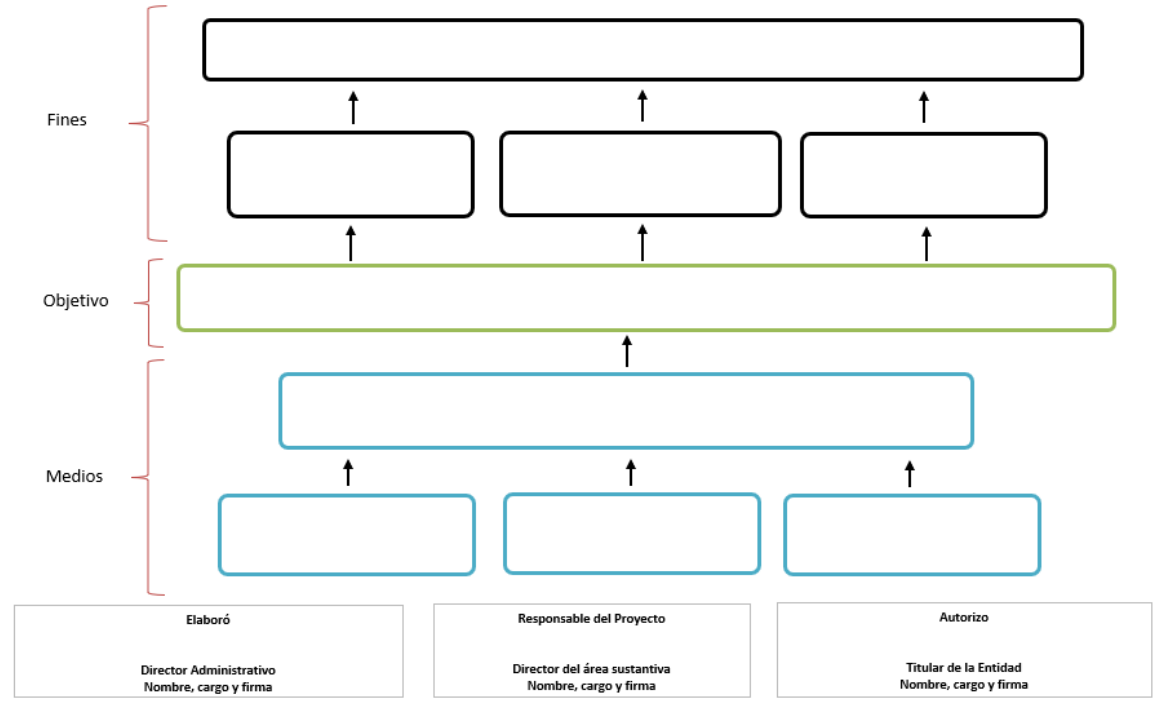 Fines
Objetivo
Medios
Elaboró
Director Administrativo
Nombre, cargo y firma
Responsable del Proyecto
Director del área sustantiva
Nombre, cargo y firma
Autorizo
Titular de la Entidad
Nombre, cargo y firma